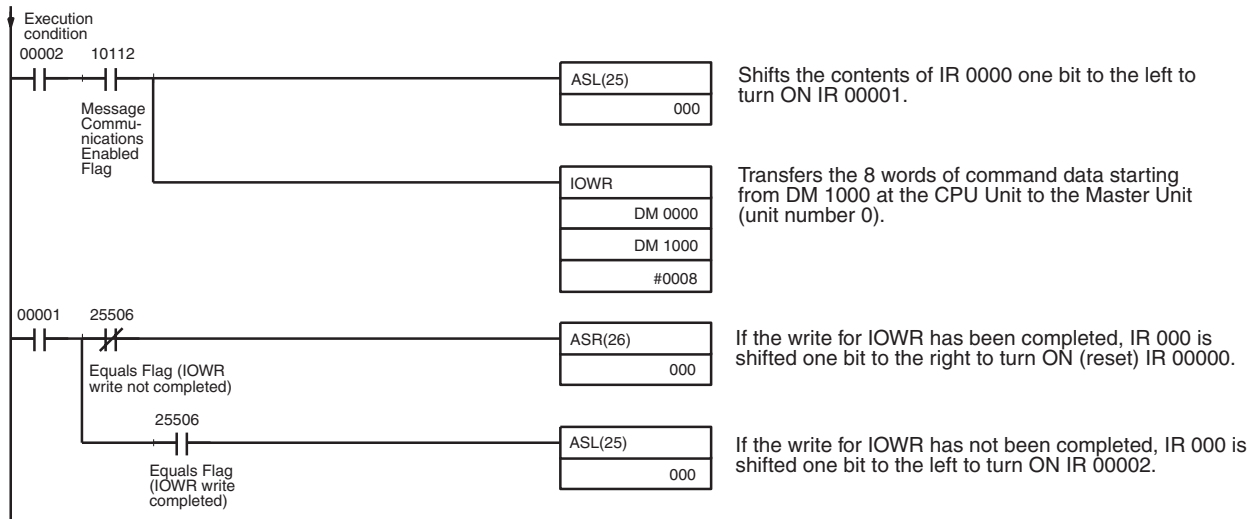 Execution
condition
00002 10112
Message
Commu-
nications
Enabled
Flag
ASL(25)
000
Shifts the contents of IR 0000 one bit to the left to
turn ON IR 00001.
IOWR
DM 0000
DM 1000
#0008
Transfers the 8 words of command data starting
from DM 1000 at the CPU Unit to the Master Unit
(unit number 0).
00001 25506
Equals Flag (IOWR
write not completed)
ASR(26)
000
If the write for IOWR has been completed, IR 000 is
shifted one bit to the right to turn ON (reset) IR 00000.
25506
Equals Flag
(IOWR write
completed)
ASL(25)
000
If the write for IOWR has not been completed, IR 000 is
shifted one bit to the left to turn ON IR 00002.